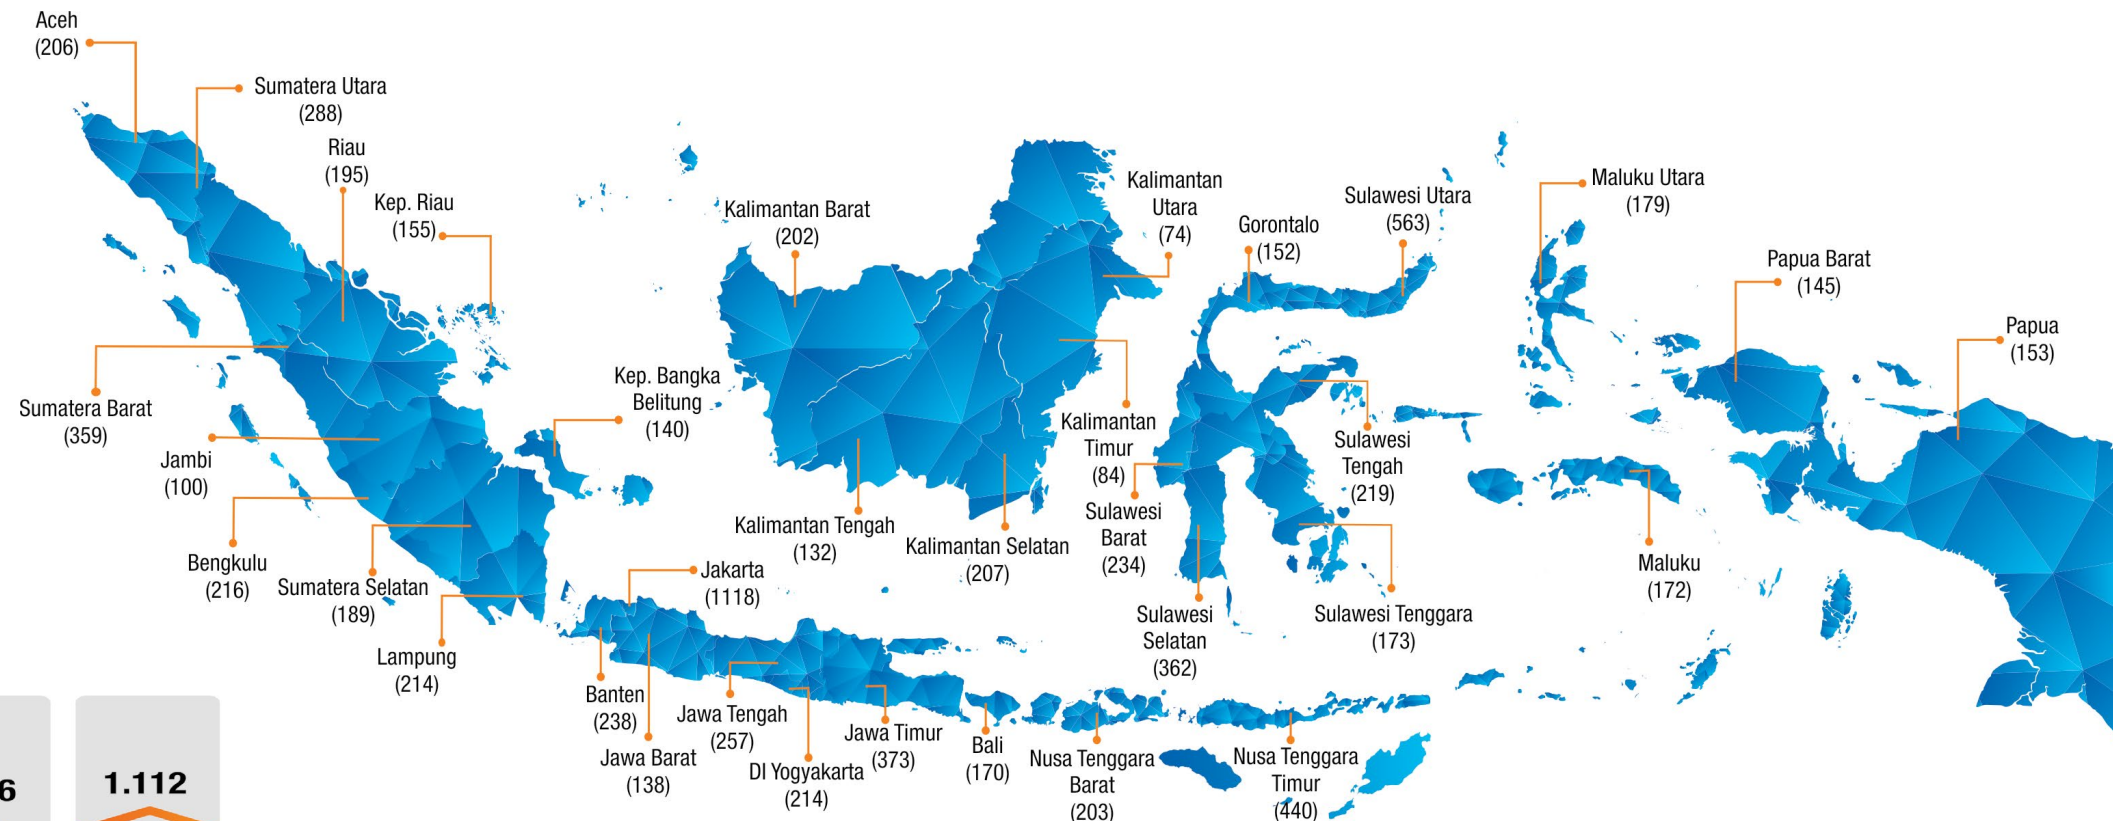 Aceh
(206)
Sumatera Utara
(288)
Riau
(195)
Kep. Riau
(155)
Sumatera Barat
(359)
Jambi
(100)
Bengkulu
(216)
Sumatera Selatan
(189)
Lampung
(214)
Kep. Bangka
Belitung
(140)
Kalimantan Barat
(202)
Kalimantan Tengah
(132)
Kalimantan Selatan
(207)
Kalimantan
Utara
(74)
Kalimantan
Timur
(84)
Gorontalo
(152)
Sulawesi Utara
(563)
Sulawesi
Tengah
(219)
Sulawesi
Barat
(234)
Sulawesi
Selatan
(362)
Sulawesi Tenggara
(173)
Maluku Utara
(179)
Maluku
(172)
Papua Barat
(145)
Papua
(153)
Jakarta
(1118)
Banten
(238)
Jawa Barat
(138)
Jawa Tengah
(257)
DI Yogyakarta
(214)
Jawa Timur
(373)
Bali
(170)
Nusa Tenggara
Barat
(203)
Nusa Tenggara
Timur
(440)
6
1.112